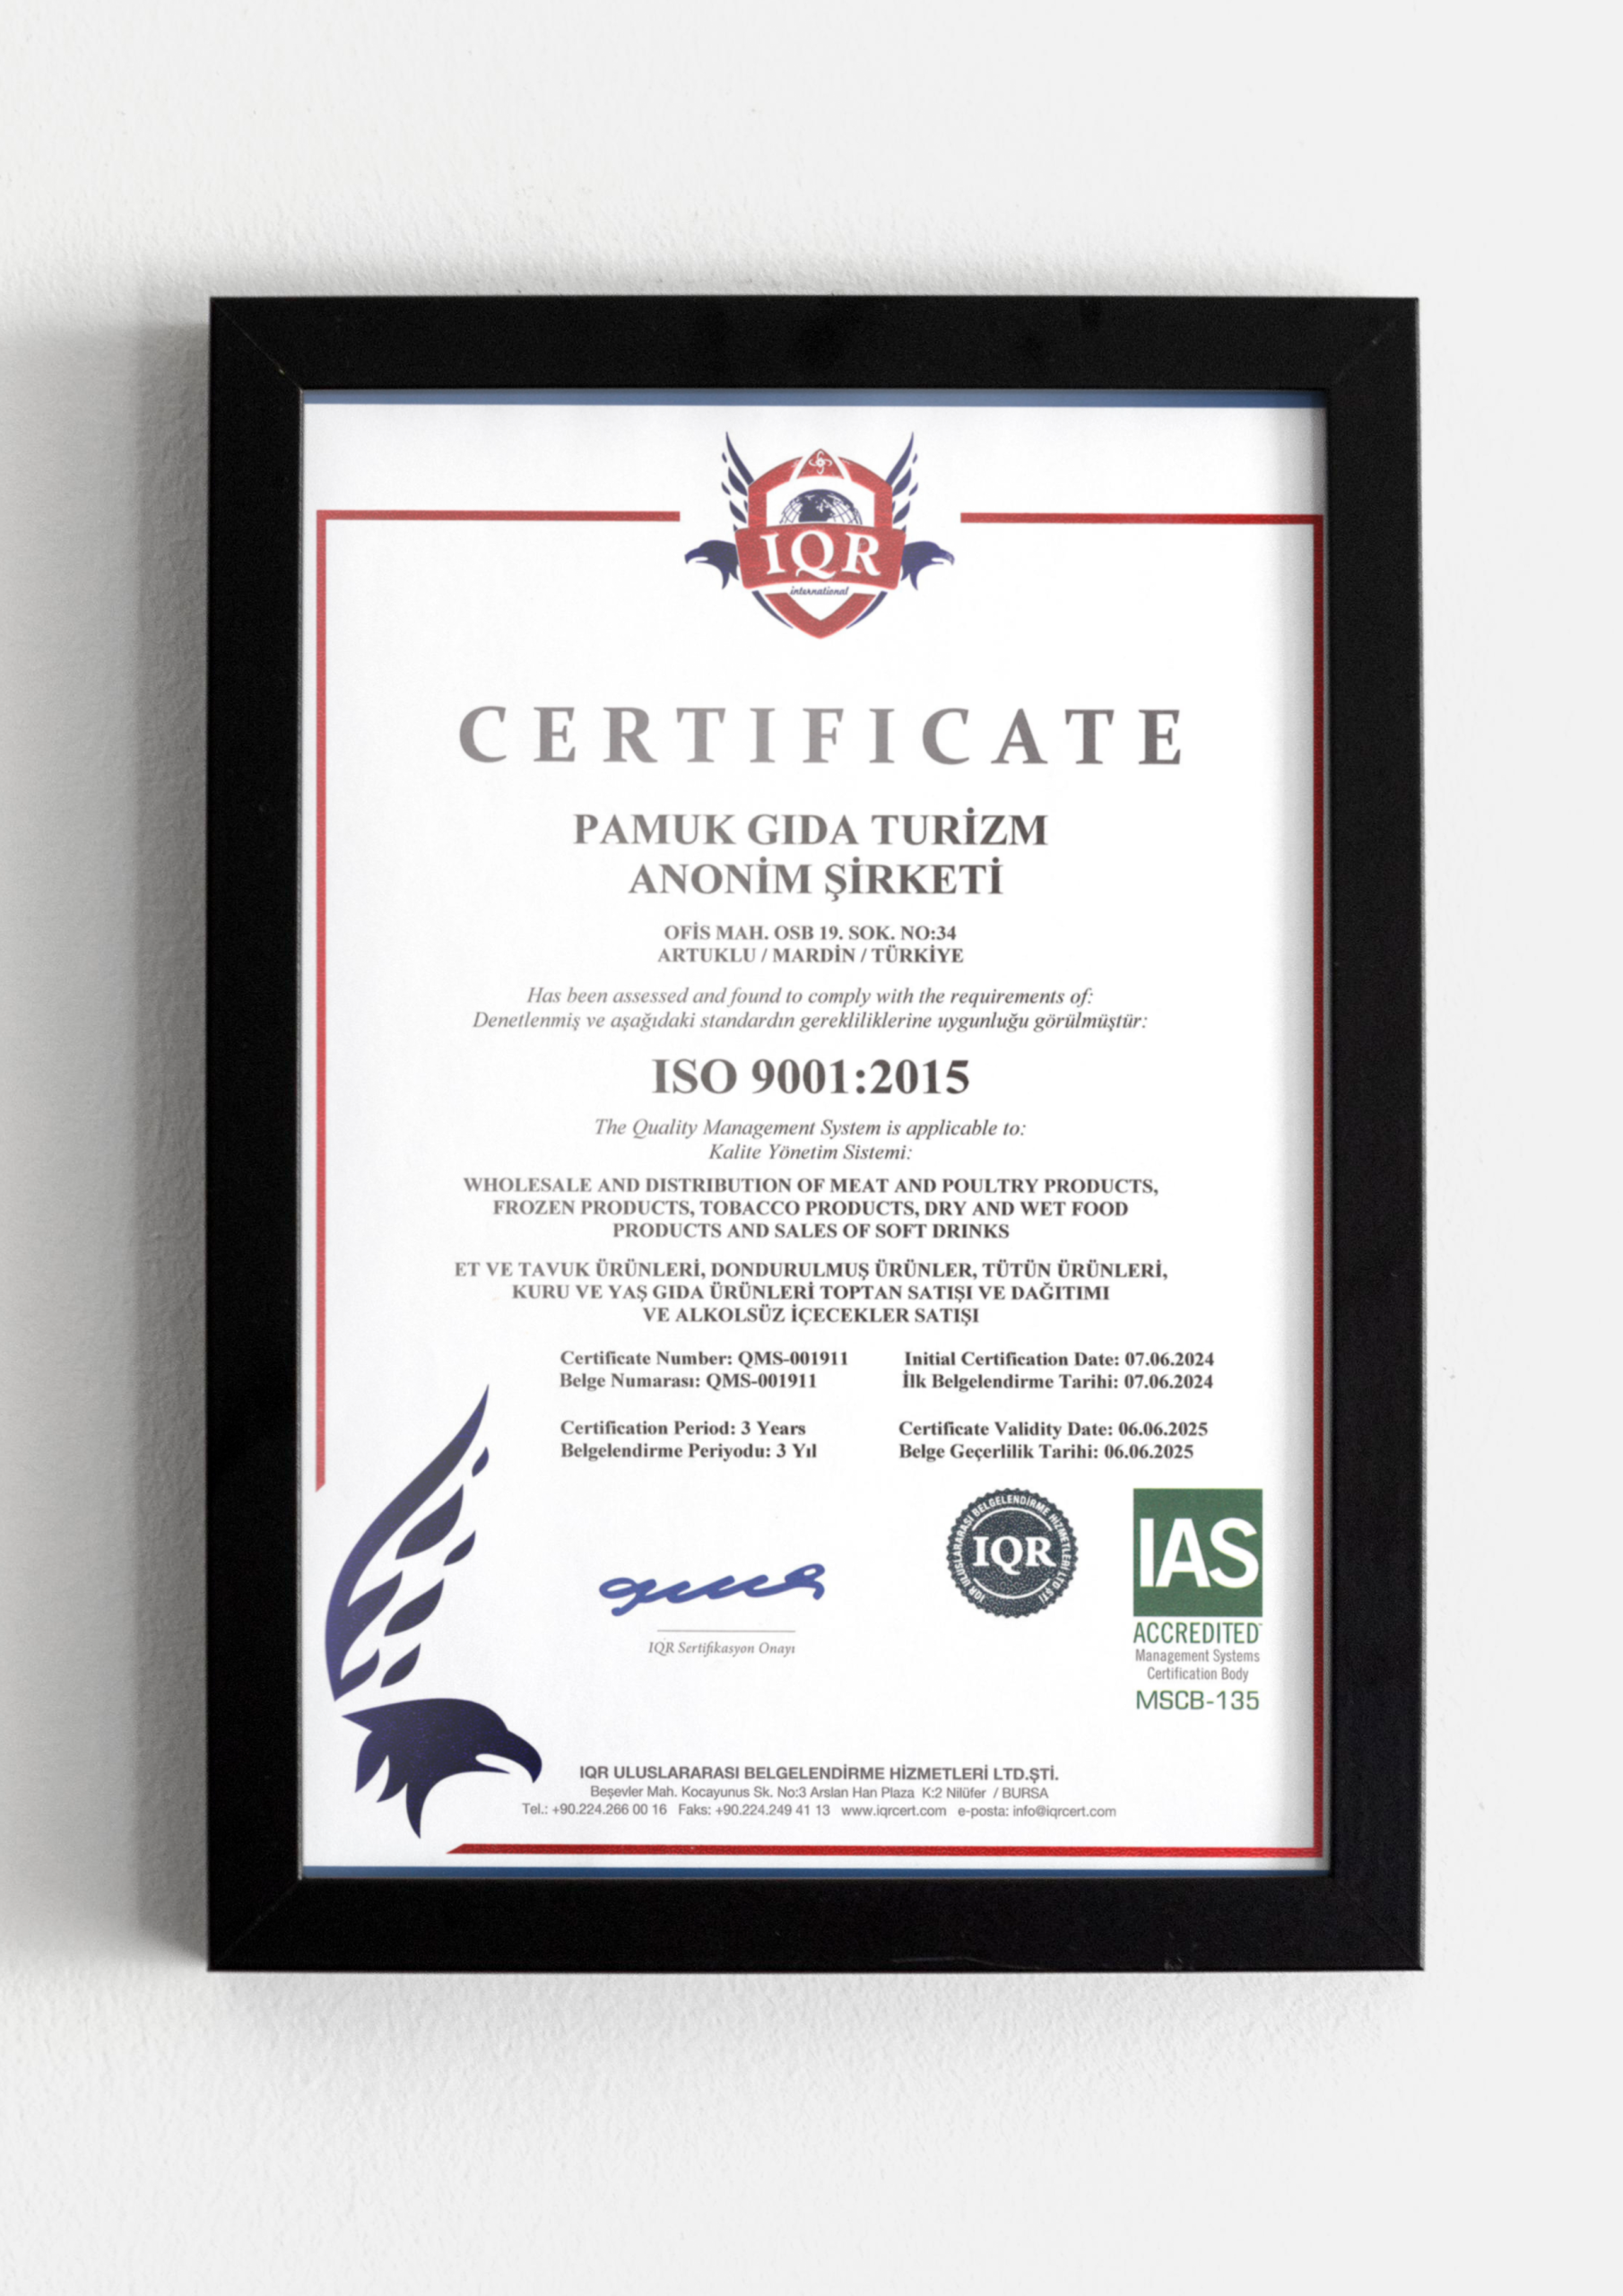 IQR
international
CERTIFICATE
PAMUK GIDA TURİZM
ANONİM ŞİRKETİ
OFİS MAH. OSB 19. SOK. NO:34
ARTUKLU / MARDİN / TÜRKİYE
Has been assessed and found to comply with the requirements of:
Denetlenmiş ve aşağıdaki standardın gerekliliklerine uygunluğu görülmüştür:
ISO 9001:2015
The Quality Management System is applicable to:
Kalite Yönetim Sistemi:
WHOLESALE AND DISTRIBUTION OF MEAT AND POULTRY PRODUCTS,
FROZEN PRODUCTS, TOBACCO PRODUCTS, DRY AND WET FOOD
PRODUCTS AND SALES OF SOFT DRINKS
ET VE TAVUK ÜRÜNLERİ, DONDURULMUŞ ÜRÜNLER, TÜTÜN ÜRÜNLERİ,
KURU VE YAŞ GIDA ÜRÜNLERİ TOPTAN SATIŞI VE DAĞITIMI
VE ALKOLSÜZ İÇECEKLER SATIŞI
Certificate Number: QMS-001911
Belge Numarası: QMS-001911
Initial Certification Date: 07.06.2024
İlk Belgelendirme Tarihi: 07.06.2024
Certification Period: 3 Years
Belgelendirme Periyodu: 3 Yıl
Certificate Validity Date: 06.06.2025
Belge Geçerlilik Tarihi: 06.06.2025
IQR Sertifikasyon Onayı
IQR ULUSLARARASI BELGELENDİRME HİZMETLERİ LTD ŞTİ
IQR
IAS
ACCREDITED™
Management Systems
Certification Body
MSCB-135
IQR ULUSLARARASI BELGELENDİRME HİZMETLERİ LTD.ŞTİ.
Beşevler Mah. Kocayunus Sk. No:3 Arslan Han Plaza K:2 Nilüfer / BURSA
Tel.: +90.224.266 00 16 Faks: +90.224.249 41 13 www.iqrcert.com e-posta: info@iqrcert.com